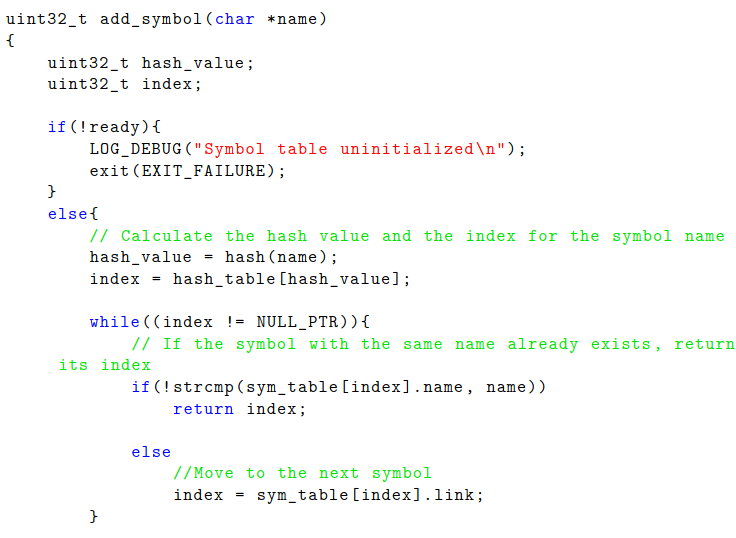 uint32_t add_symbol(char *name)
{
    uint32_t hash_value;
    uint32_t index;

    if(!ready){
        LOG_DEBUG("Symbol table uninitialized\n");
        exit(EXIT_FAILURE);
    }
    else{
        // Calculate the hash value and the index for the symbol name
        hash_value = hash(name);
        index = hash_table[hash_value];

        while((index != NULL_PTR)){
            // If the symbol with the same name already exists, return
     its index
            if(!strcmp(sym_table[index].name, name))
                return index;

            else
                //Move to the next symbol
                index = sym_table[index].link;
        }